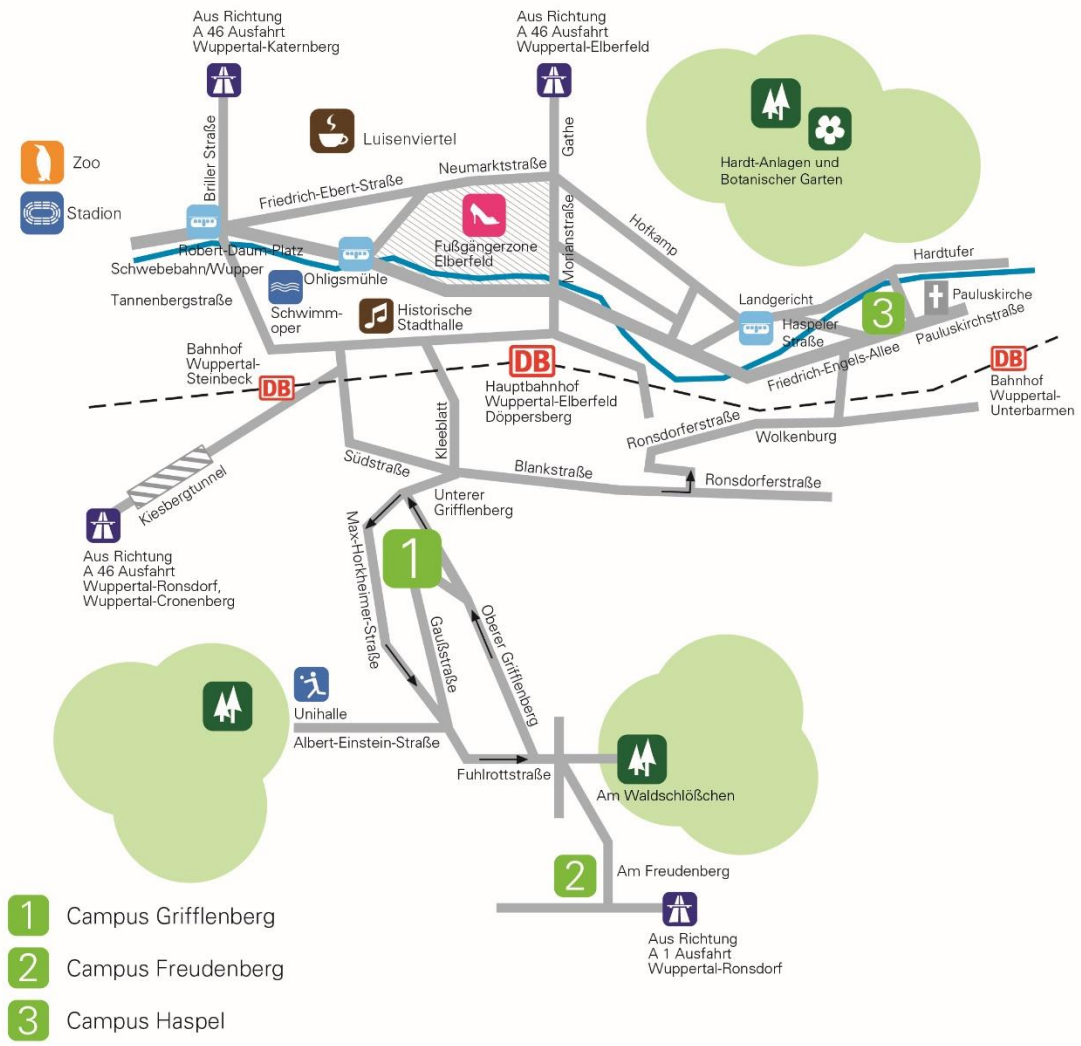 Aus Richtung
A 46 Ausfahrt
Wuppertal-Katernberg
Aus Richtung
A 46 Ausfahrt
Wuppertal-Elberfeld
Briller Straße
Gathe
Luisenviertel
Zoo
Stadion
Neumarktstraße
Friedrich-Ebert-Straße
Hardt-Anlagen und
Botanischer Garten
Hofkamp
Morianstraße
Fußgängerzone
Elberfeld
Robert-Daum-Platz
Schwebebahn/Wupper
Ohligsmühle
Hardtufer
Tannenbergstraße
Schwimm-
oper
Historische
Stadthalle
Landgericht
Haspeler
Straße
3
Pauluskirche
Pauluskirchstraße
Friedrich-Engels-Allee
Bahnhof
Wuppertal-
Steinbeck
DB
DB
Hauptbahnhof
Wuppertal-Elberfeld
Döppersberg
DB
Bahnhof
Wuppertal-
Unterbarmen
Kleeblatt
Ronsdorferstraße
Wolkenburg
Südstraße
Blankstraße
Ronsdorferstraße
Kiesbergtunnel
Unterer
Grifflenberg
Aus Richtung
A 46 Ausfahrt
Wuppertal-Ronsdorf,
Wuppertal-Cronenberg
1
Max-Horkheimer-Straße
Gaußstraße
Oberer Grifflenberg
Unihalle
Albert-Einstein-Straße
Fuhlrottstraße
Am Waldschlößchen
2
Am Freudenberg
Aus Richtung
A 1 Ausfahrt
Wuppertal-Ronsdorf
1 Campus Grifflenberg
2 Campus Freudenberg
3 Campus Haspel